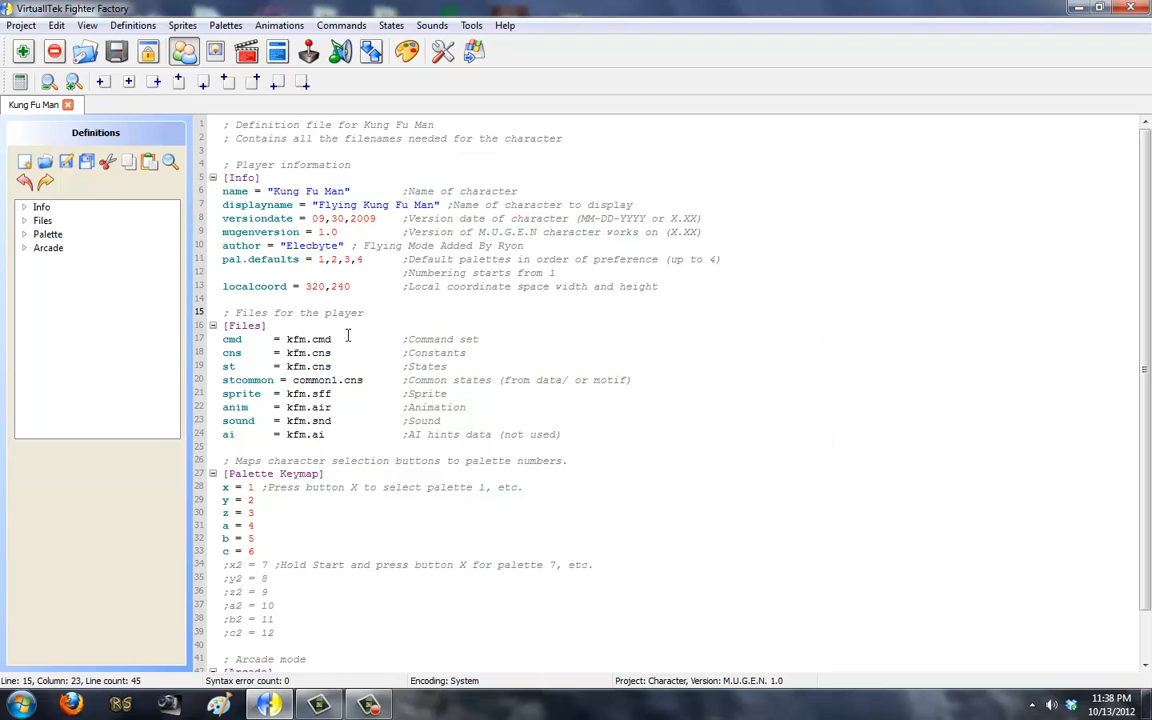 VirtuallTek Fighter Factory
Project Edit View Definitions Sprites Palettes Animations Commands States Sounds Tools Help
Kung Fu Man
Definitions
Info
Files
Palette
Arcade
1 ; Definition file for Kung Fu Man
2 ; Contains all the filenames needed for the character
3
4 ; Player information
5 [Info]
6 name = "Kung Fu Man" ;Name of character
7 displayname = "Flying Kung Fu Man" ;Name of character to display
8 versiondate = 09,30,2009 ;Version date of character (MM-DD-YYYY or X.XX)
9 mugenversion = 1.0 ;Version of M.U.G.E.N character works on (X.XX)
10 author = "Elecbyte" ; Flying Mode Added By Ryon
11 pal.defaults = 1,2,3,4 ;Default palettes in order of preference (up to 4)
12 ;Numbering starts from 1
13 localcoord = 320,240 ;Local coordinate space width and height
14
15 ; Files for the player
16 [Files]
17 cmd = kfm.cmd ;Command set
18 cns = kfm.cns ;Constants
19 st = kfm.cns ;States
20 stcommon = common1.cns ;Common states (from data/ or motif)
21 sprite = kfm.sff ;Sprite
22 anim = kfm.air ;Animation
23 sound = kfm.snd ;Sound
24 ai = kfm.ai ;AI hints data (not used)
25
26 ; Maps character selection buttons to palette numbers.
27 [Palette Keymap]
28 x = 1 ;Press button X to select palette 1, etc.
29 y = 2
30 z = 3
31 a = 4
32 b = 5
33 c = 6
34 ;x2 = 7 ;Hold Start and press button X for palette 7, etc.
35 ;y2 = 8
36 ;z2 = 9
37 ;a2 = 10
38 ;b2 = 11
39 ;c2 = 12
40
41 ; Arcade mode
42 [Arcade]
Line: 15, Column: 23, Line count: 45 Syntax error count: 0 Encoding: System Project: Character, Version: M.U.G.E.N. 1.0
11:38 PM
10/13/2012